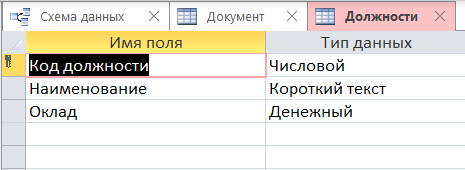 Схема данных Документ Должности
Имя поля Тип данных
Код должности Числовой
Наименование Короткий текст
Оклад Денежный